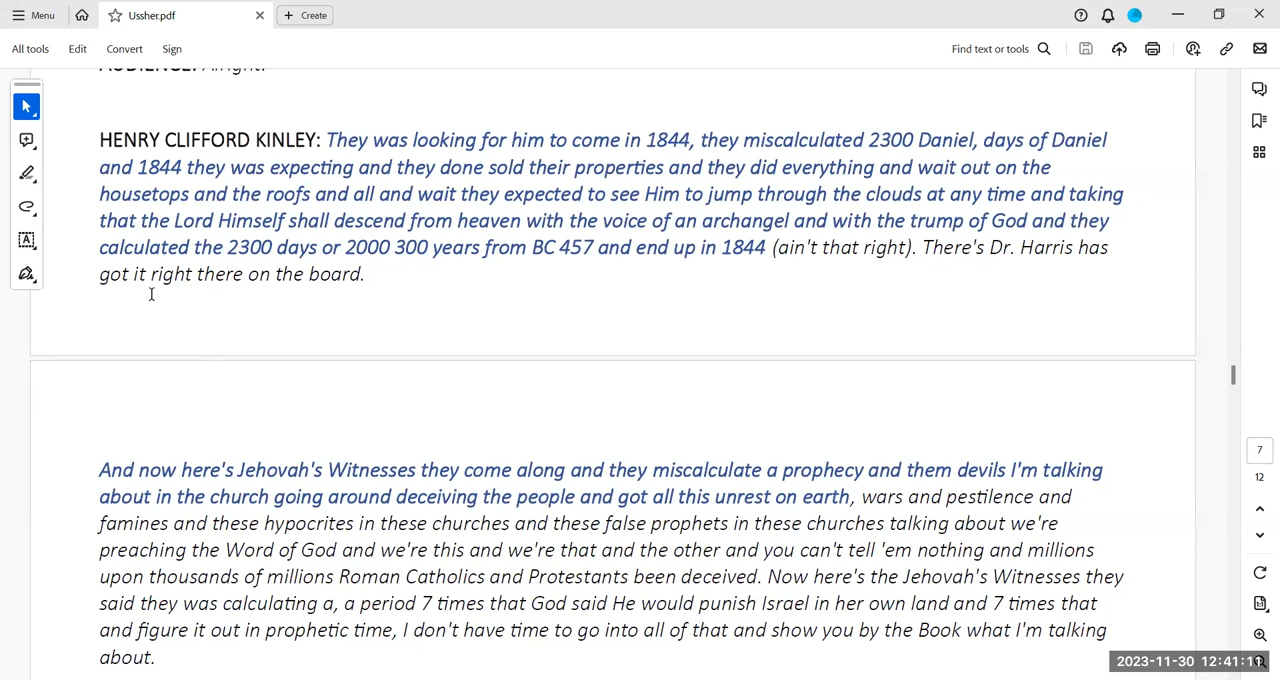 Menu
Ussher.pdf
Create
All tools
Edit
Convert
Sign
Find text or tools
AUDIENCE: Alright.
HENRY CLIFFORD KINLEY: They was looking for him to come in 1844, they miscalculated 2300 Daniel, days of Daniel
and 1844 they was expecting and they done sold their properties and they did everything and wait out on the
housetops and the roofs and all and wait they expected to see Him to jump through the clouds at any time and taking
that the Lord Himself shall descend from heaven with the voice of an archangel and with the trump of God and they
calculated the 2300 days or 2000 300 years from BC 457 and end up in 1844 (ain't that right). There's Dr. Harris has
got it right there on the board.
And now here's Jehovah's Witnesses they come along and they miscalculate a prophecy and them devils I'm talking
about in the church going around deceiving the people and got all this unrest on earth, wars and pestilence and
famines and these hypocrites in these churches and these false prophets in these churches talking about we're
preaching the Word of God and we're this and we're that and the other and you can't tell 'em nothing and millions
upon thousands of millions Roman Catholics and Protestants been deceived. Now here's the Jehovah's Witnesses they
said they was calculating a, a period 7 times that God said He would punish Israel in her own land and 7 times that
and figure it out in prophetic time, I don't have time to go into all of that and show you by the Book what I'm talking
about.
7
12
2023-11-30 12:41:11